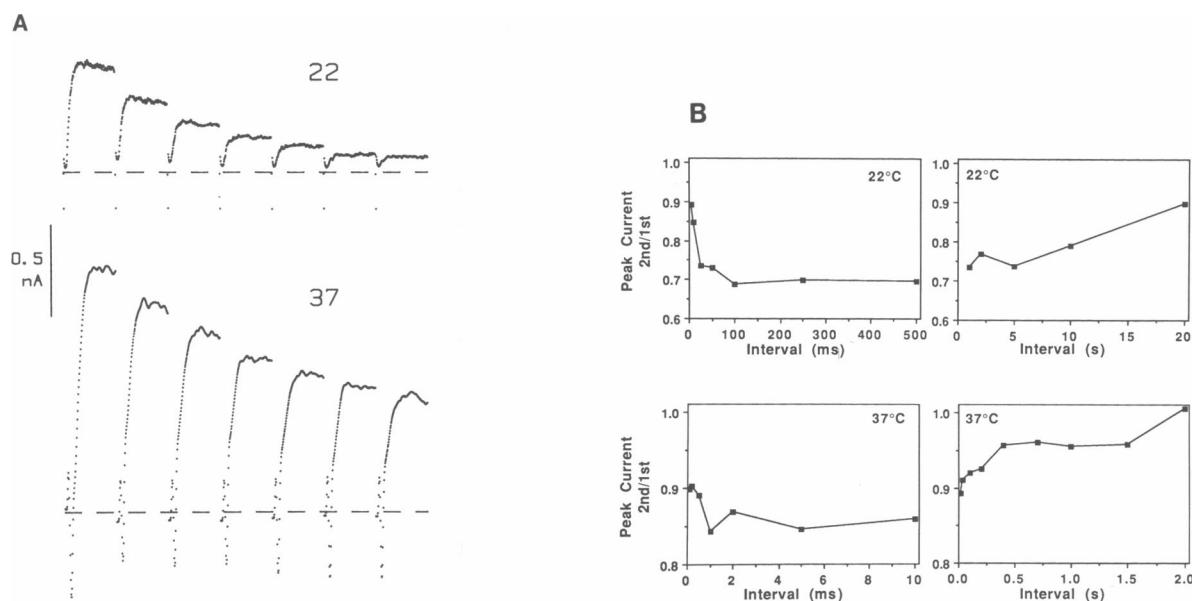 A
22
0.5
nA
37
B
Peak Current
2nd/1st
1.0
0.9
0.8
0.7
0.6
22°C
0 100 200 300 400 500
Interval (ms)
1.0
0.9
0.8
0.7
0.6
22°C
0 5 10 15 20
Interval (s)
Peak Current
2nd/1st
1.0
0.9
0.8
37°C
0 2 4 6 8 10
Interval (ms)
1.0
0.9
0.8
37°C
0.0 0.5 1.0 1.5 2.0
Interval (s)